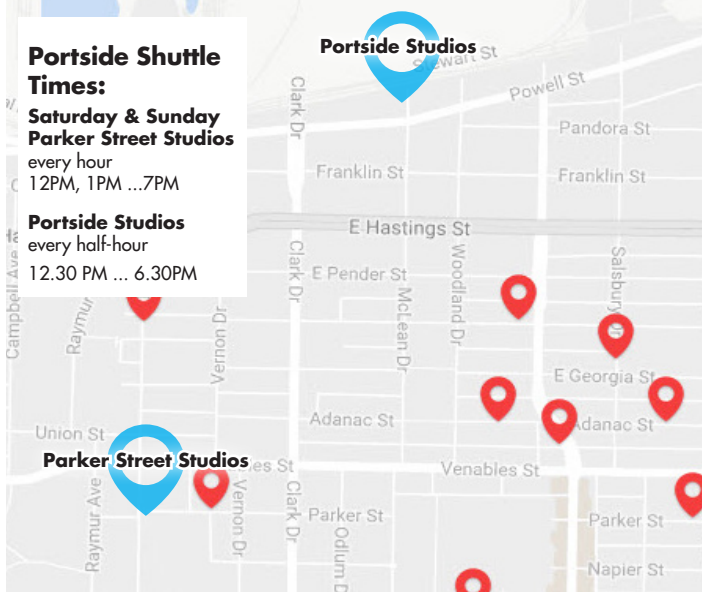 Portside Shuttle
Times:
Saturday & Sunday
Parker Street Studios
every hour
12PM, 1PM ...7PM
Portside Studios
every half-hour
12.30 PM ... 6.30PM
Portside Studios
Stewart St
Powell St
Clark Dr
Pandora St
Franklin St
Franklin St
E Hastings St
Campbell Ave
Raymur
Vernon Dr
Clark Dr
E Pender St
McLean Dr
Woodland Dr
Salsbury Dr
E Georgia St
Adanac St
Adanac St
Union St
Parker Street Studios
les St
Venables St
Raymur Ave
Vernon Dr
Clark Dr
Parker St
Odlum D
Parker St
Napier St